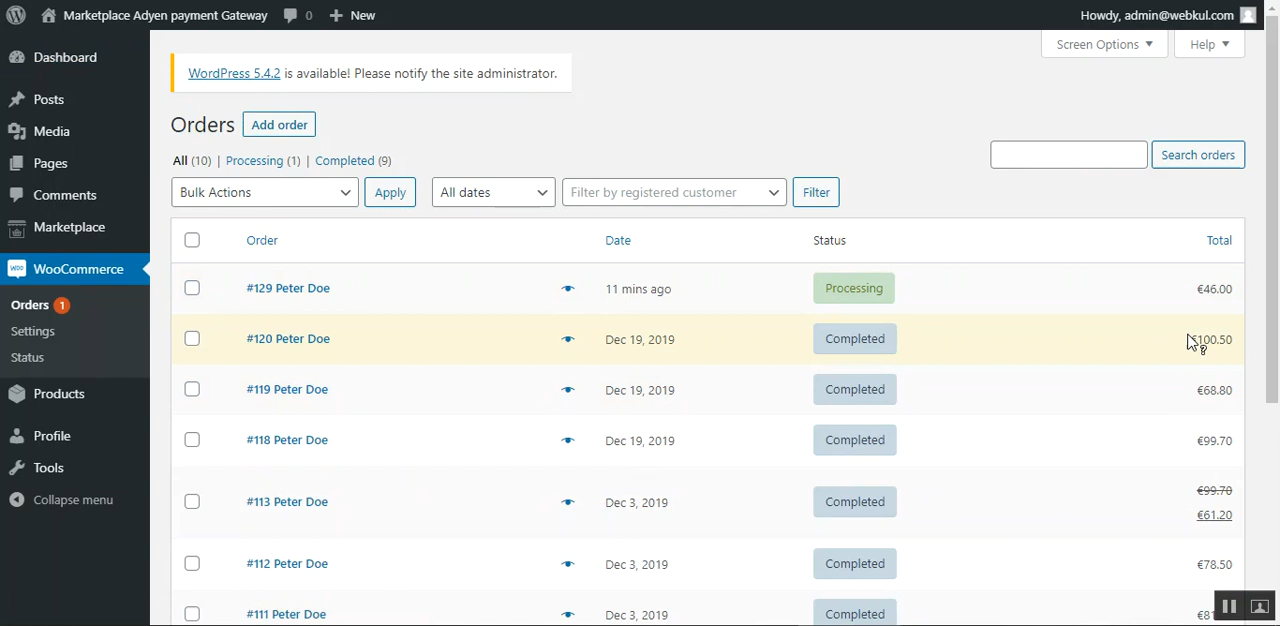 Marketplace Adyen payment Gateway 0 + New Howdy, admin@webkul.com
Screen Options ▼ Help ▼
Dashboard
Posts
Media
Pages
Comments
Marketplace
WooCommerce
Orders 1
Settings
Status
Products
Profile
Tools
Collapse menu
WordPress 5.4.2 is available! Please notify the site administrator.
Orders Add order
All (10) | Processing (1) | Completed (9)
Search orders
Bulk Actions Apply All dates Filter by registered customer Filter
Order Date Status Total
#129 Peter Doe 11 mins ago Processing €46.00
#120 Peter Doe Dec 19, 2019 Completed €100.50
#119 Peter Doe Dec 19, 2019 Completed €68.80
#118 Peter Doe Dec 19, 2019 Completed €99.70
#113 Peter Doe Dec 3, 2019 Completed €99.70
€61.20
#112 Peter Doe Dec 3, 2019 Completed €78.50
#111 Peter Doe Dec 3, 2019 Completed